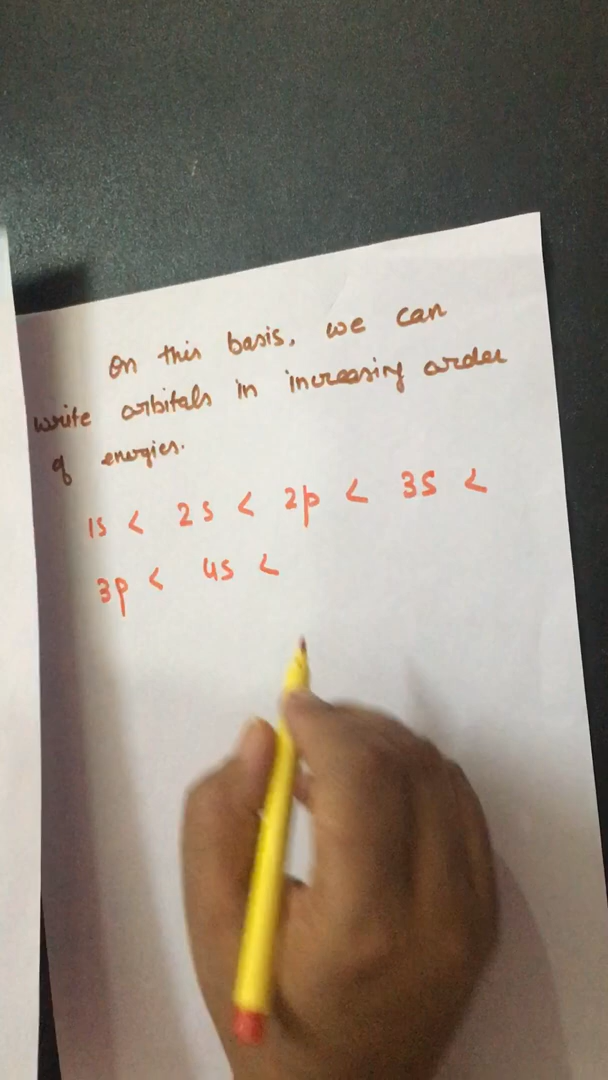 On this basis, we can
write orbitals in increasing order
of energies.
1s < 2s < 2p < 3s <
3p < 4s <